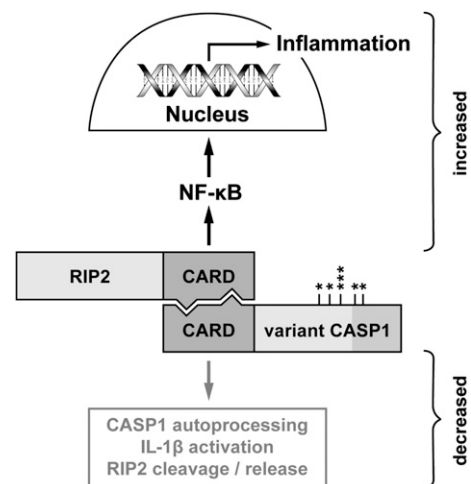 Inflammation
Nucleus
increased
NF-κB
RIP2 CARD
* * *** **
CARD variant CASP1
decreased
CASP1 autoprocessing
IL-1β activation
RIP2 cleavage / release